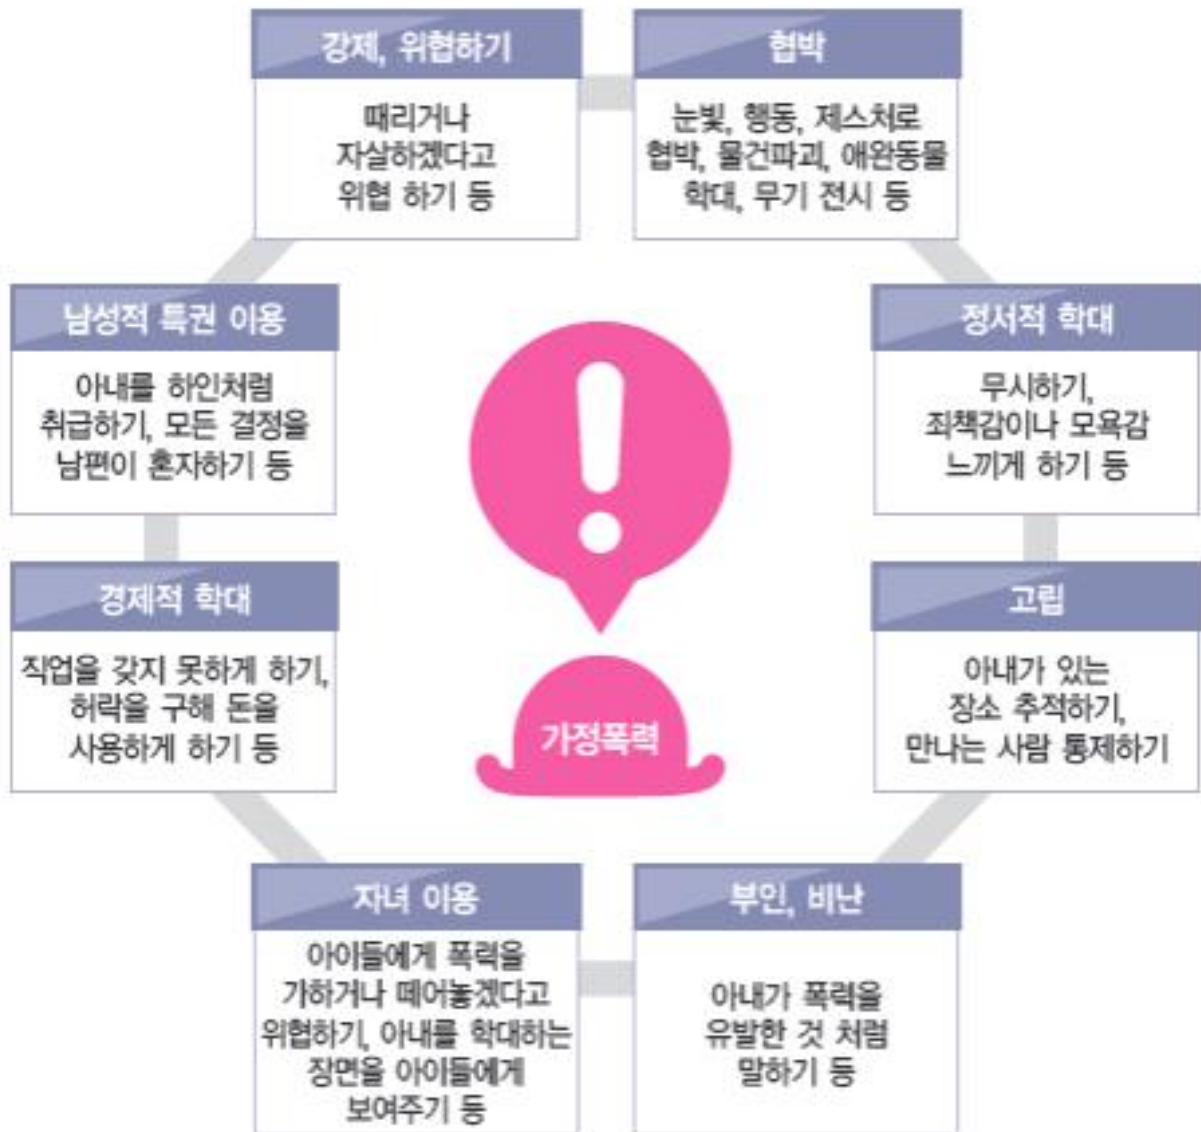 강제, 위협하기
때리거나
자살하겠다고
위협 하기 등
협박
눈빛, 행동, 제스처로
협박, 물건파괴, 애완동물
학대, 무기 전시 등
남성적 특권 이용
아내를 하인처럼
취급하기, 모든 결정을
남편이 혼자하기 등
정서적 학대
무시하기,
죄책감이나 모욕감
느끼게 하기 등
경제적 학대
직업을 갖지 못하게 하기,
허락을 구해 돈을
사용하게 하기 등
고립
아내가 있는
장소 추적하기,
만나는 사람 통제하기
가정폭력
자녀 이용
아이들에게 폭력을
가하거나 떼어놓겠다고
위협하기, 아내를 학대하는
장면을 아이들에게
보여주기 등
부인, 비난
아내가 폭력을
유발한 것 처럼
말하기 등